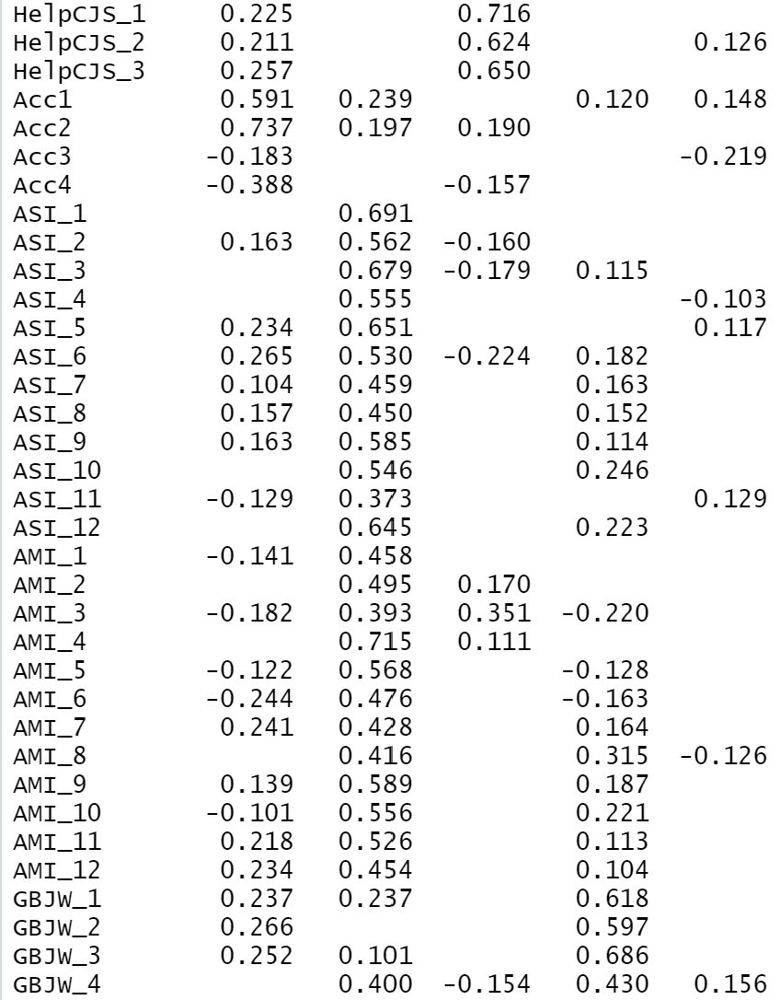 HelpCJS_1 0.225 0.716
HelpCJS_2 0.211 0.624 0.126
HelpCJS_3 0.257 0.650
Acc1 0.591 0.239 0.120 0.148
Acc2 0.737 0.197 0.190
Acc3 -0.183 -0.219
Acc4 -0.388 -0.157
ASI_1 0.691
ASI_2 0.163 0.562 -0.160
ASI_3 0.679 -0.179 0.115
ASI_4 0.555 -0.103
ASI_5 0.234 0.651 0.117
ASI_6 0.265 0.530 -0.224 0.182
ASI_7 0.104 0.459 0.163
ASI_8 0.157 0.450 0.152
ASI_9 0.163 0.585 0.114
ASI_10 0.546 0.246
ASI_11 -0.129 0.373 0.129
ASI_12 0.645 0.223
AMI_1 -0.141 0.458
AMI_2 0.495 0.170
AMI_3 -0.182 0.393 0.351 -0.220
AMI_4 0.715 0.111
AMI_5 -0.122 0.568 -0.128
AMI_6 -0.244 0.476 -0.163
AMI_7 0.241 0.428 0.164
AMI_8 0.416 0.315 -0.126
AMI_9 0.139 0.589 0.187
AMI_10 -0.101 0.556 0.221
AMI_11 0.218 0.526 0.113
AMI_12 0.234 0.454 0.104
GBJW_1 0.237 0.237 0.618
GBJW_2 0.266 0.597
GBJW_3 0.252 0.101 0.686
GBJW_4 0.400 -0.154 0.430 0.156